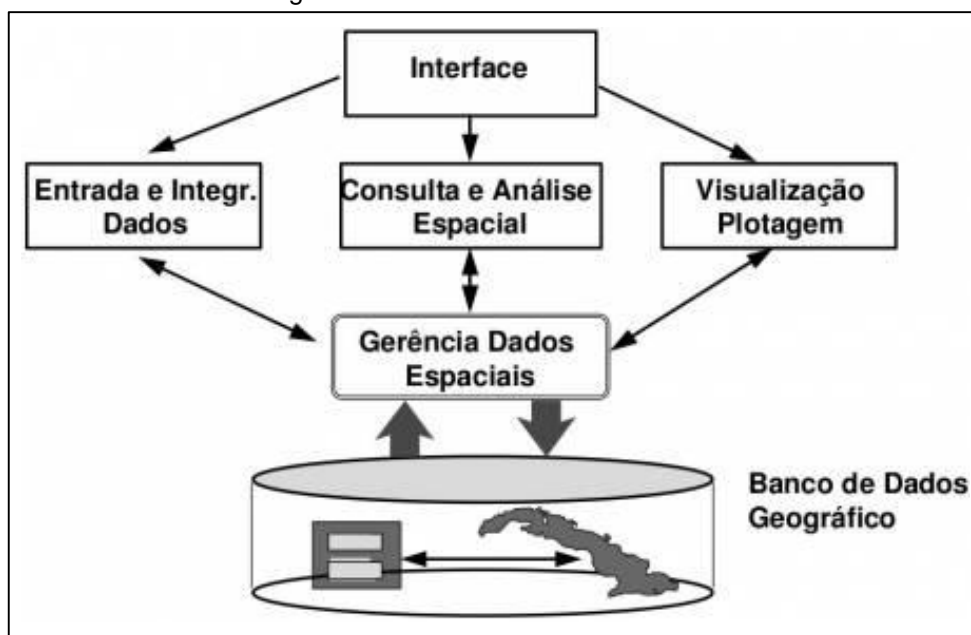 Interface
Entrada e Integr.
Dados
Consulta e Análise
Espacial
Visualização
Plotagem
Gerência Dados
Espaciais
Banco de Dados
Geográfico